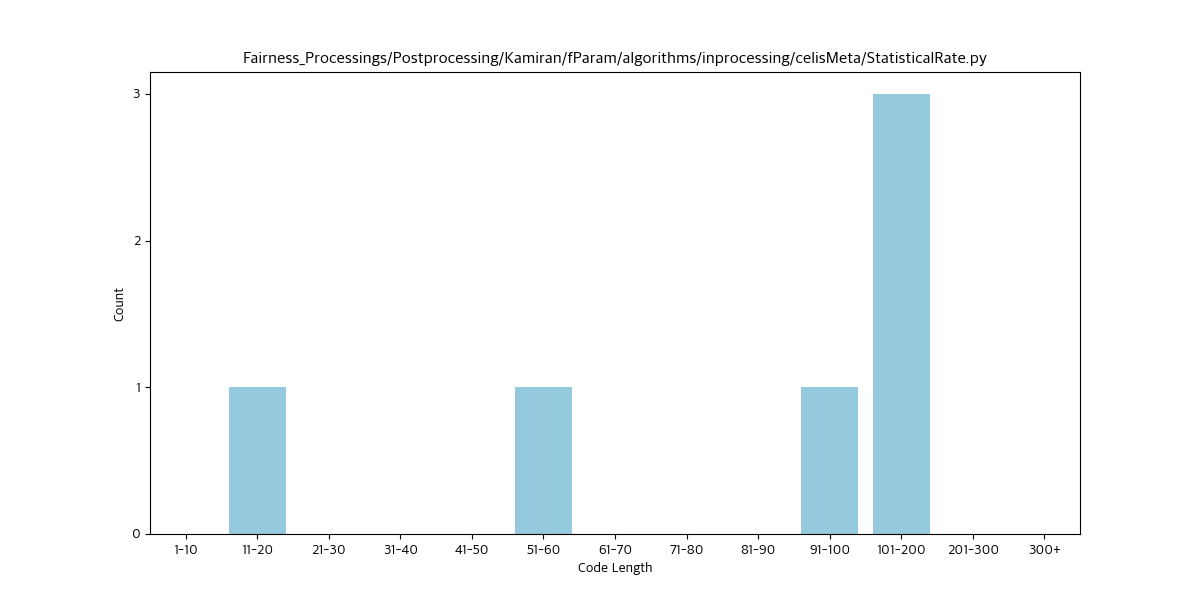 Fairness_Processings/Postprocessing/Kamiran/fParam/algorithms/inprocessing/celisMeta/StatisticalRate.py
3
2
1
0
Count
1-10 11-20 21-30 31-40 41-50 51-60 61-70 71-80 81-90 91-100 101-200 201-300 300+
Code Length